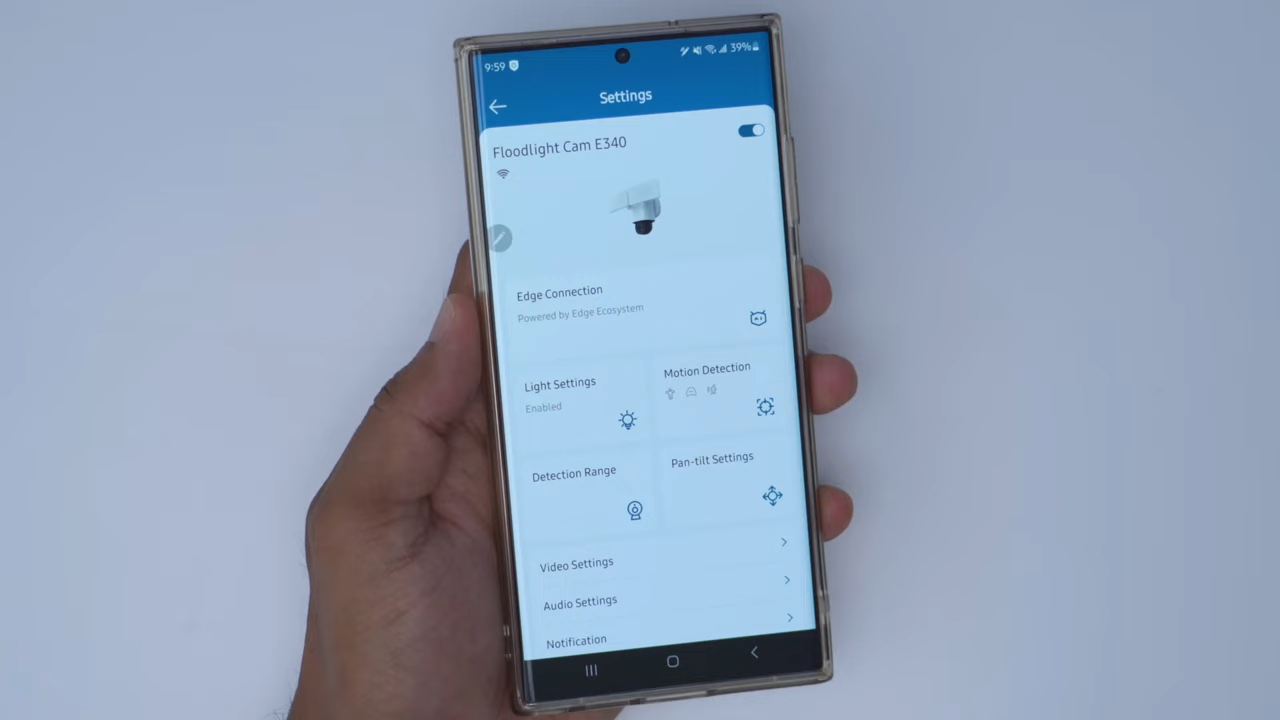 9:59
39%
Settings
Floodlight Cam E340
Edge Connection
Powered by Edge Ecosystem
Light Settings
Enabled
Motion Detection
Detection Range
Pan-tilt Settings
Video Settings
Audio Settings
Notification